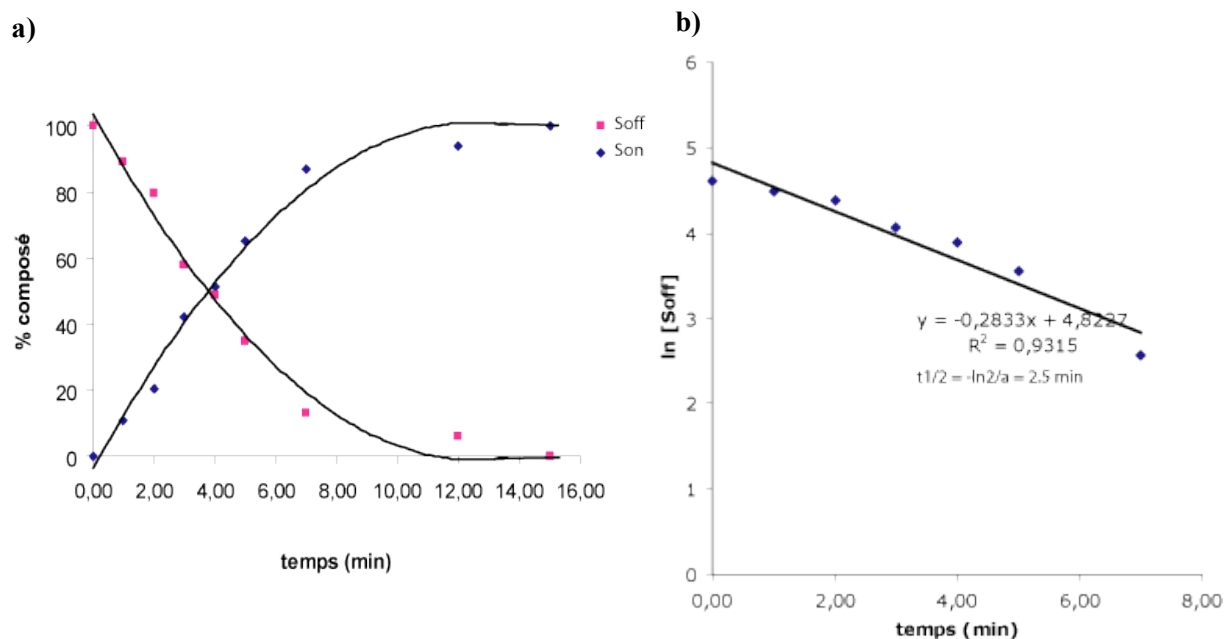 a)
% composé
100
80
60
40
20
0
0,00 2,00 4,00 6,00 8,00 10,00 12,00 14,00 16,00
temps (min)
Soff
Son
b)
ln [Soff]
6
5
4
3
2
1
0
0,00 2,00 4,00 6,00 8,00
temps (min)
y = -0,2833x + 4,8227
R² = 0,9315
t1/2 = -ln2/a = 2.5 min